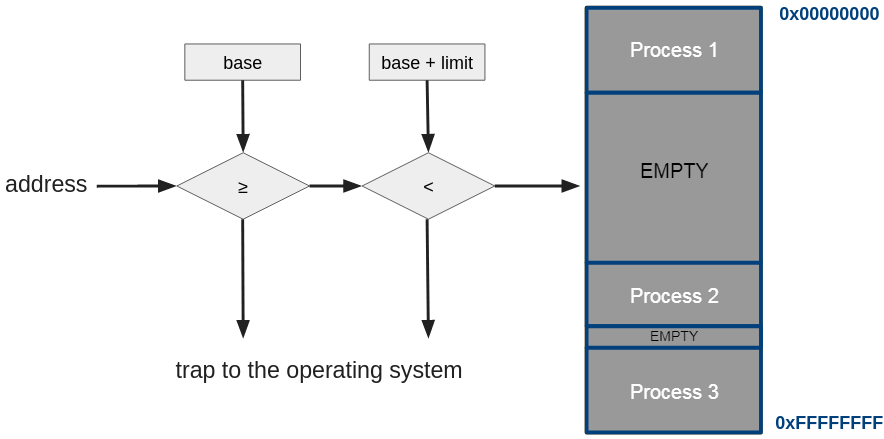 base
base + limit
address
≥
<
trap to the operating system
0x00000000
Process 1
EMPTY
Process 2
EMPTY
Process 3
0xFFFFFFFF